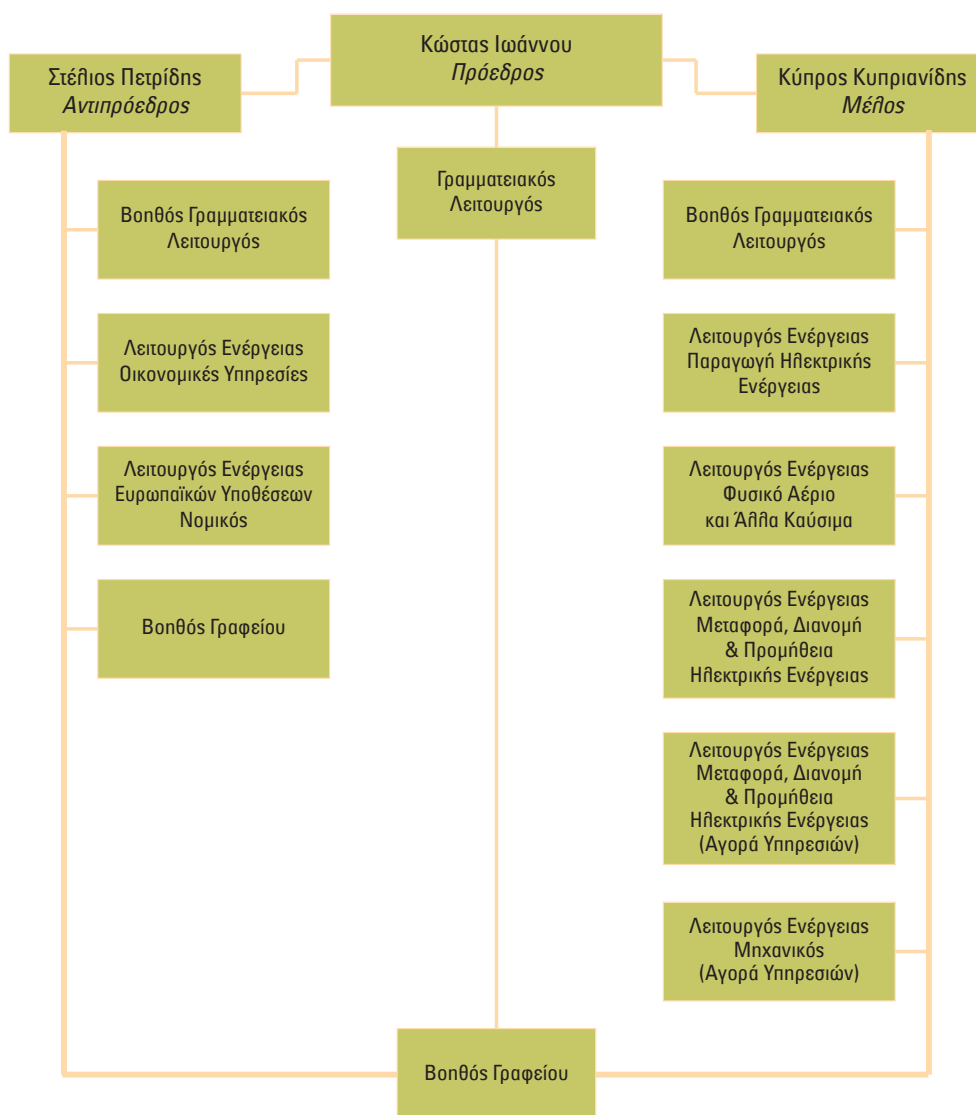 Κώστας Ιωάννου
Πρόεδρος
Στέλιος Πετρίδης
Αντιπρόεδρος
Κύπρος Κυπριανίδης
Μέλος
Γραμματειακός
Λειτουργός
Βοηθός Γραμματειακός
Λειτουργός
Λειτουργός Ενέργειας
Οικονομικές Υπηρεσίες
Λειτουργός Ενέργειας
Ευρωπαϊκών Υποθέσεων
Νομικός
Βοηθός Γραφείου
Βοηθός Γραμματειακός
Λειτουργός
Λειτουργός Ενέργειας
Παραγωγή Ηλεκτρικής
Ενέργειας
Λειτουργός Ενέργειας
Φυσικό Αέριο
και Άλλα Καύσιμα
Λειτουργός Ενέργειας
Μεταφορά, Διανομή
& Προμήθεια
Ηλεκτρικής Ενέργειας
Λειτουργός Ενέργειας
Μεταφορά, Διανομή
& Προμήθεια
Ηλεκτρικής Ενέργειας
(Αγορά Υπηρεσιών)
Λειτουργός Ενέργειας
Μηχανικός
(Αγορά Υπηρεσιών)
Βοηθός Γραφείου